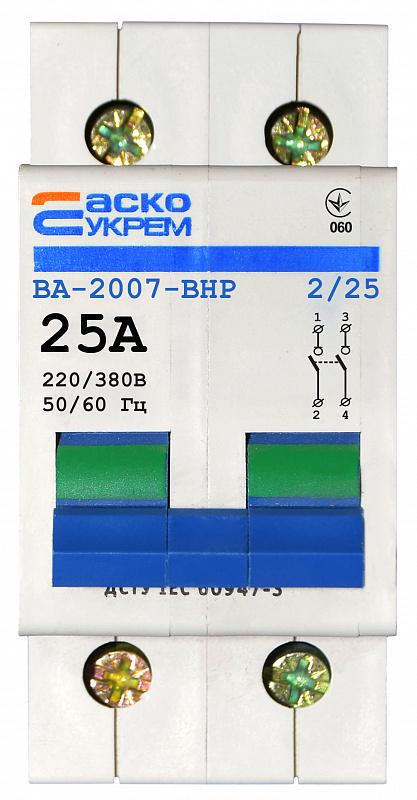 аско
УКРЕМ
060
ВА-2007-ВНР 2/25
25А
220/380В
50/60 Гц
1 3
2 4
ДСТУ IEC 60947-3